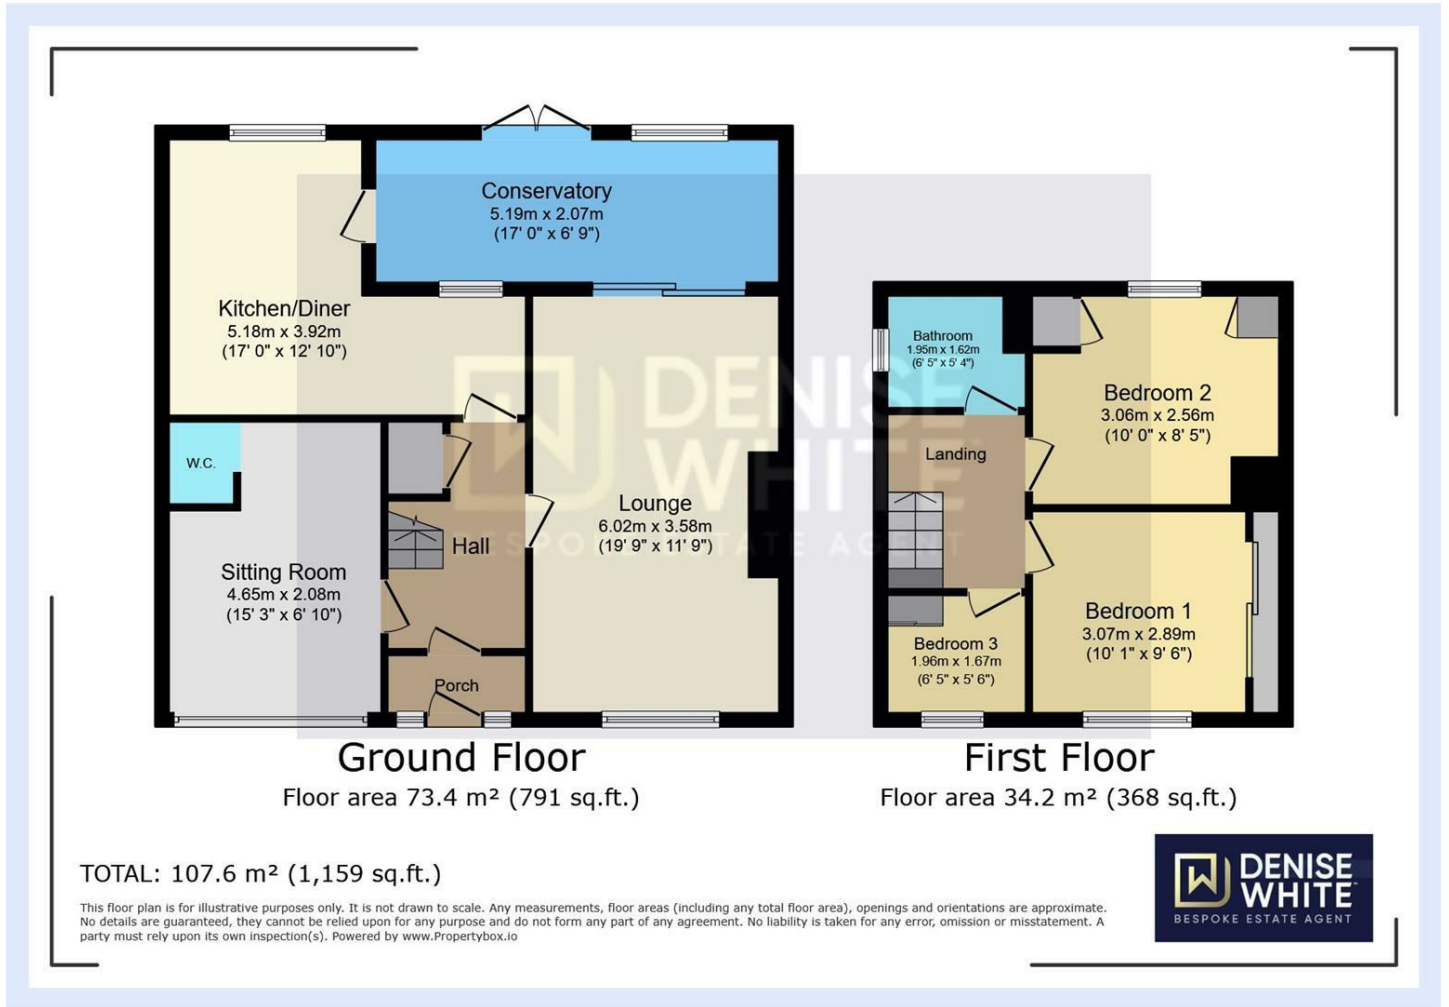 Conservatory
5.19m x 2.07m
(17' 0" x 6' 9")
Kitchen/Diner
5.18m x 3.92m
(17' 0" x 12' 10")
W.C.
Sitting Room
4.65m x 2.08m
(15' 3" x 6' 10")
Hall
Porch
Lounge
6.02m x 3.58m
(19' 9" x 11' 9")
Bathroom
1.95m x 1.62m
(6' 5" x 5' 4")
Bedroom 2
3.06m x 2.56m
(10' 0" x 8' 5")
Landing
Bedroom 1
3.07m x 2.89m
(10' 1" x 9' 6")
Bedroom 3
1.96m x 1.67m
(6' 5" x 5' 6")
DENISE
WHITE
BESPOKE ESTATE AGENT
Ground Floor
Floor area 73.4 m² (791 sq.ft.)
First Floor
Floor area 34.2 m² (368 sq.ft.)
TOTAL: 107.6 m² (1,159 sq.ft.)
This floor plan is for illustrative purposes only. It is not drawn to scale. Any measurements, floor areas (including any total floor area), openings and orientations are approximate.
No details are guaranteed, they cannot be relied upon for any purpose and do not form any part of any agreement. No liability is taken for any error, omission or misstatement. A
party must rely upon its own inspection(s). Powered by www.Propertybox.io
DENISE
WHITE
BESPOKE ESTATE AGENT